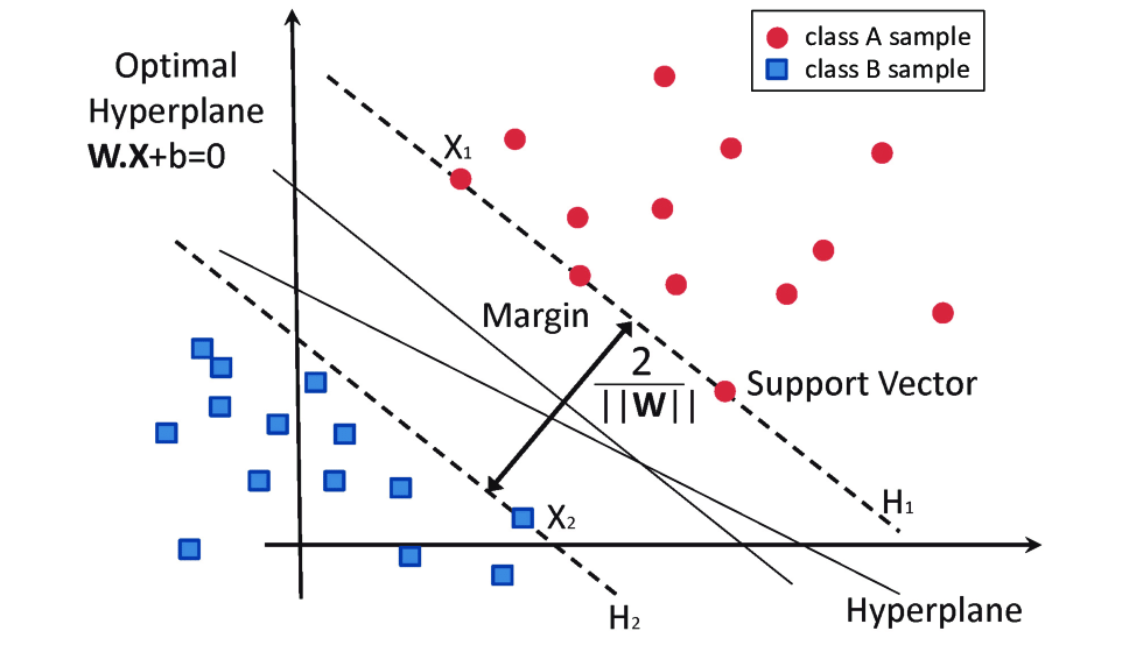 class A sample
class B sample
Optimal
Hyperplane
W.X+b=0
X₁
Margin
2
||W||
Support Vector
H₁
X₂
H₂
Hyperplane